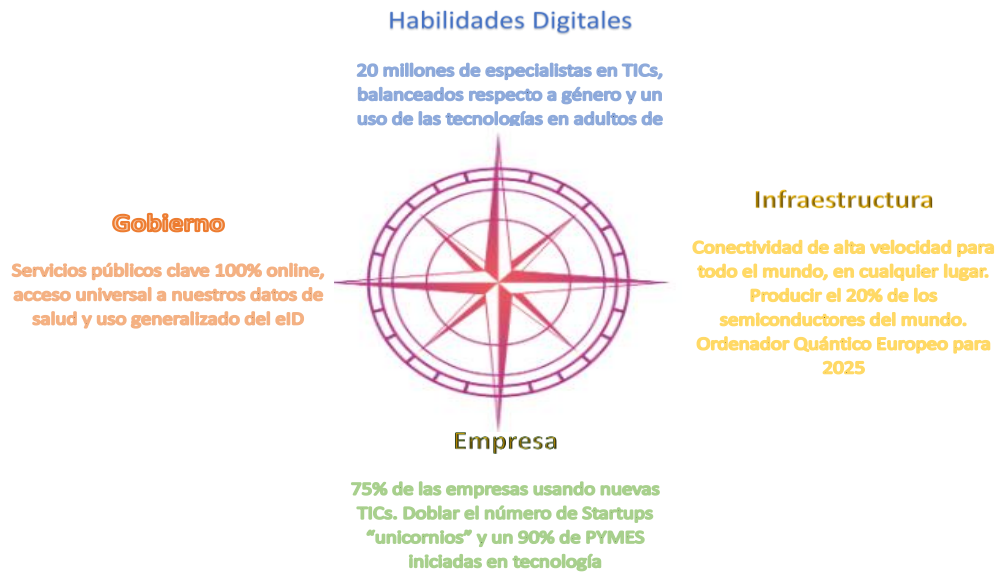 Habilidades Digitales
20 millones de especialistas en TICs,
balanceados respecto a género y un
uso de las tecnologías en adultos de
Gobierno
Servicios públicos clave 100% online,
acceso universal a nuestros datos de
salud y uso generalizado del eID
Infraestructura
Conectividad de alta velocidad para
todo el mundo, en cualquier lugar.
Producir el 20% de los
semiconductores del mundo.
Ordenador Quántico Europeo para
2025
Empresa
75% de las empresas usando nuevas
TICs. Doblar el número de Startups
“unicornios” y un 90% de PYMES
iniciadas en tecnología